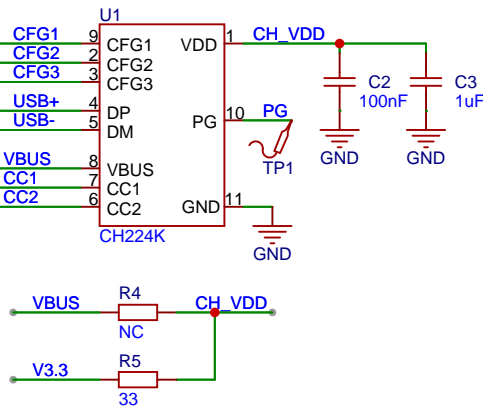 U1
CFG1 9 CFG1 VDD 1 CH_VDD
CFG2 2 CFG2
CFG3 3 CFG3
C2
100nF
C3
1uF
USB+ 4 DP
USB- 5 DM
PG 10 PG
TP1
GND
GND
VBUS 8 VBUS
CC1 7 CC1
CC2 6 CC2
GND 11
CH224K
GND
VBUS R4 CH_VDD
NC
V3.3 R5
33